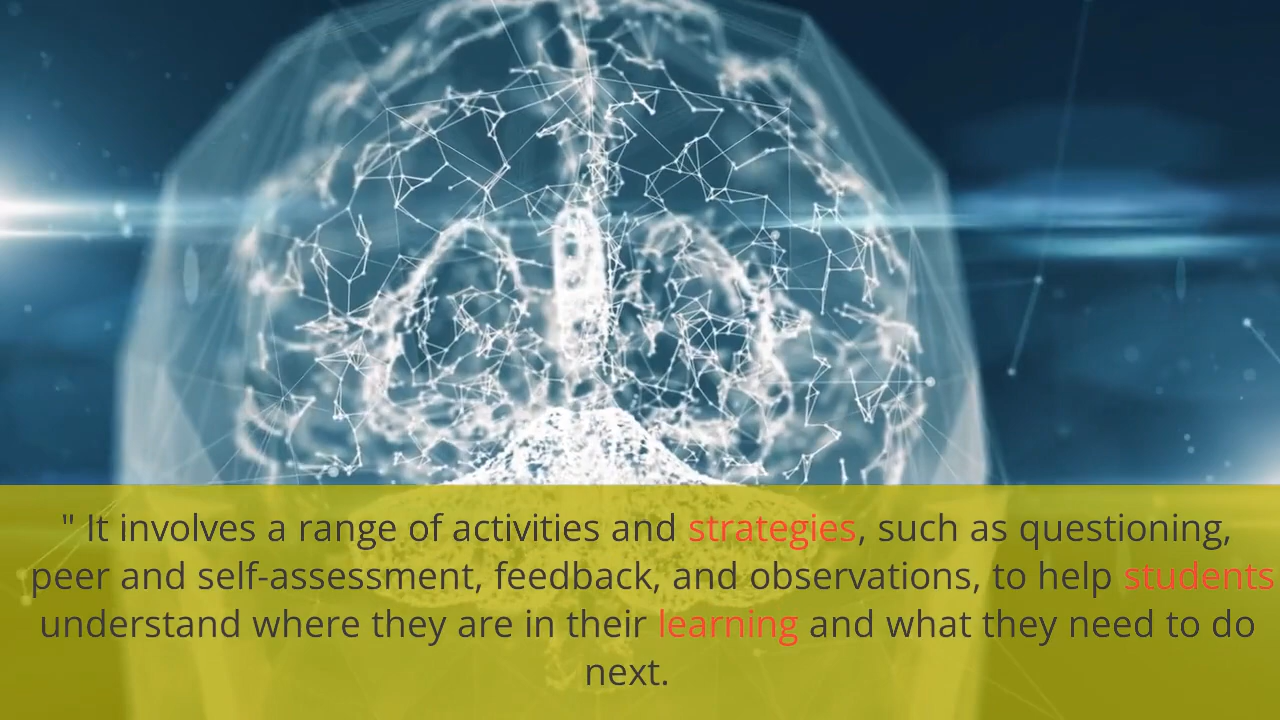 " It involves a range of activities and strategies, such as questioning,
peer and self-assessment, feedback, and observations, to help students
understand where they are in their learning and what they need to do
next.